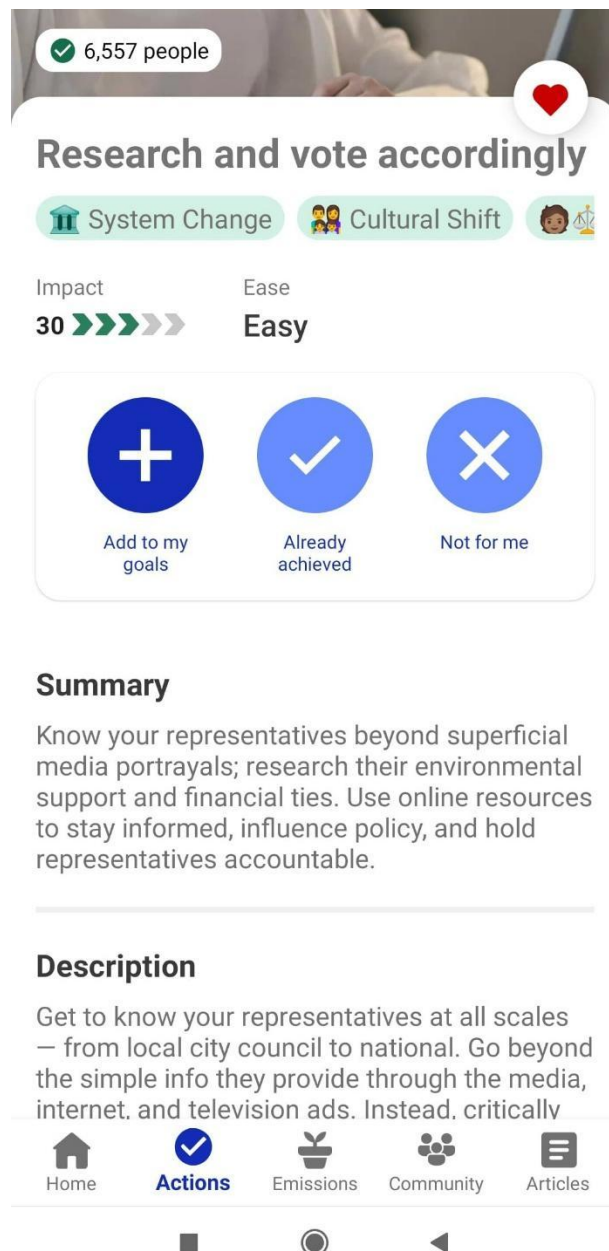 6,557 people
Research and vote accordingly
System Change
Cultural Shift
Impact
Ease
30
Easy
Add to my
goals
Already
achieved
Not for me
Summary
Know your representatives beyond superficial
media portrayals; research their environmental
support and financial ties. Use online resources
to stay informed, influence policy, and hold
representatives accountable.
Description
Get to know your representatives at all scales
— from local city council to national. Go beyond
the simple info they provide through the media,
internet, and television ads. Instead, critically
Home
Actions
Emissions
Community
Articles